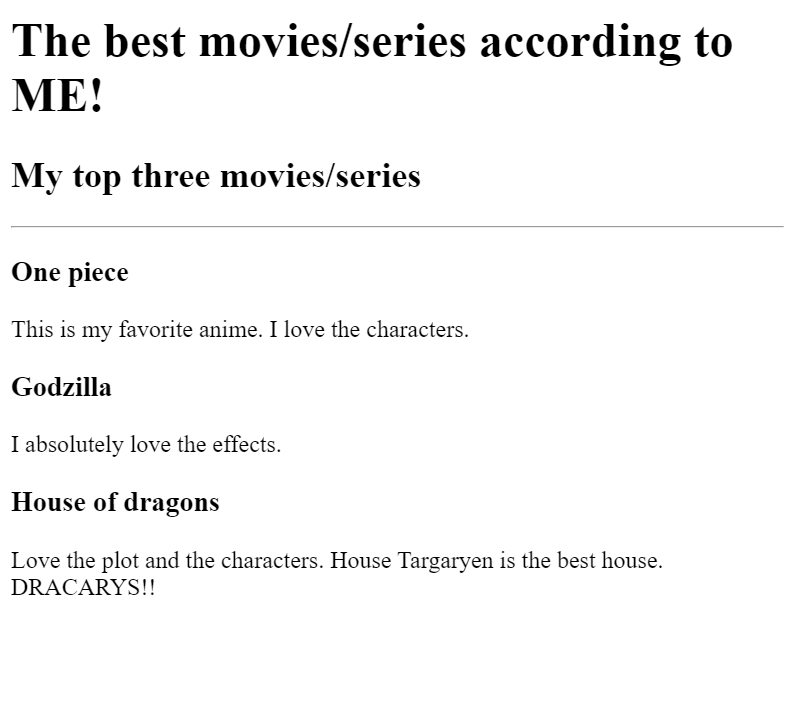 The best movies/series according to
ME!
My top three movies/series
One piece
This is my favorite anime. I love the characters.
Godzilla
I absolutely love the effects.
House of dragons
Love the plot and the characters. House Targaryen is the best house.
DRACARYS!!